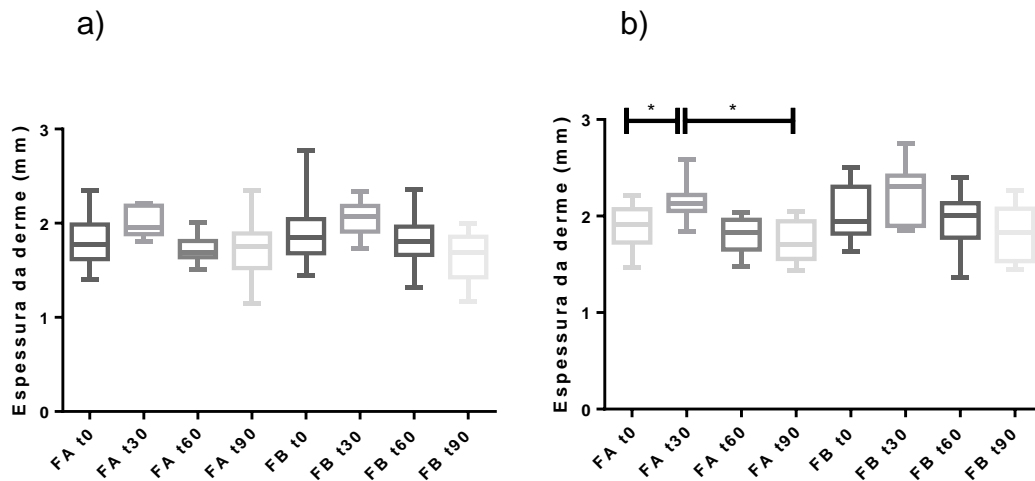 a)
Espessura da derme (mm)
3
2
1
0
FA t0
FA t30
FA t60
FA t90
FB t0
FB t30
FB t60
FB t90
b)
* *
Espessura da derme (mm)
3
2
1
0
FA t0
FA t30
FA t60
FA t90
FB t0
FB t30
FB t60
FB t90